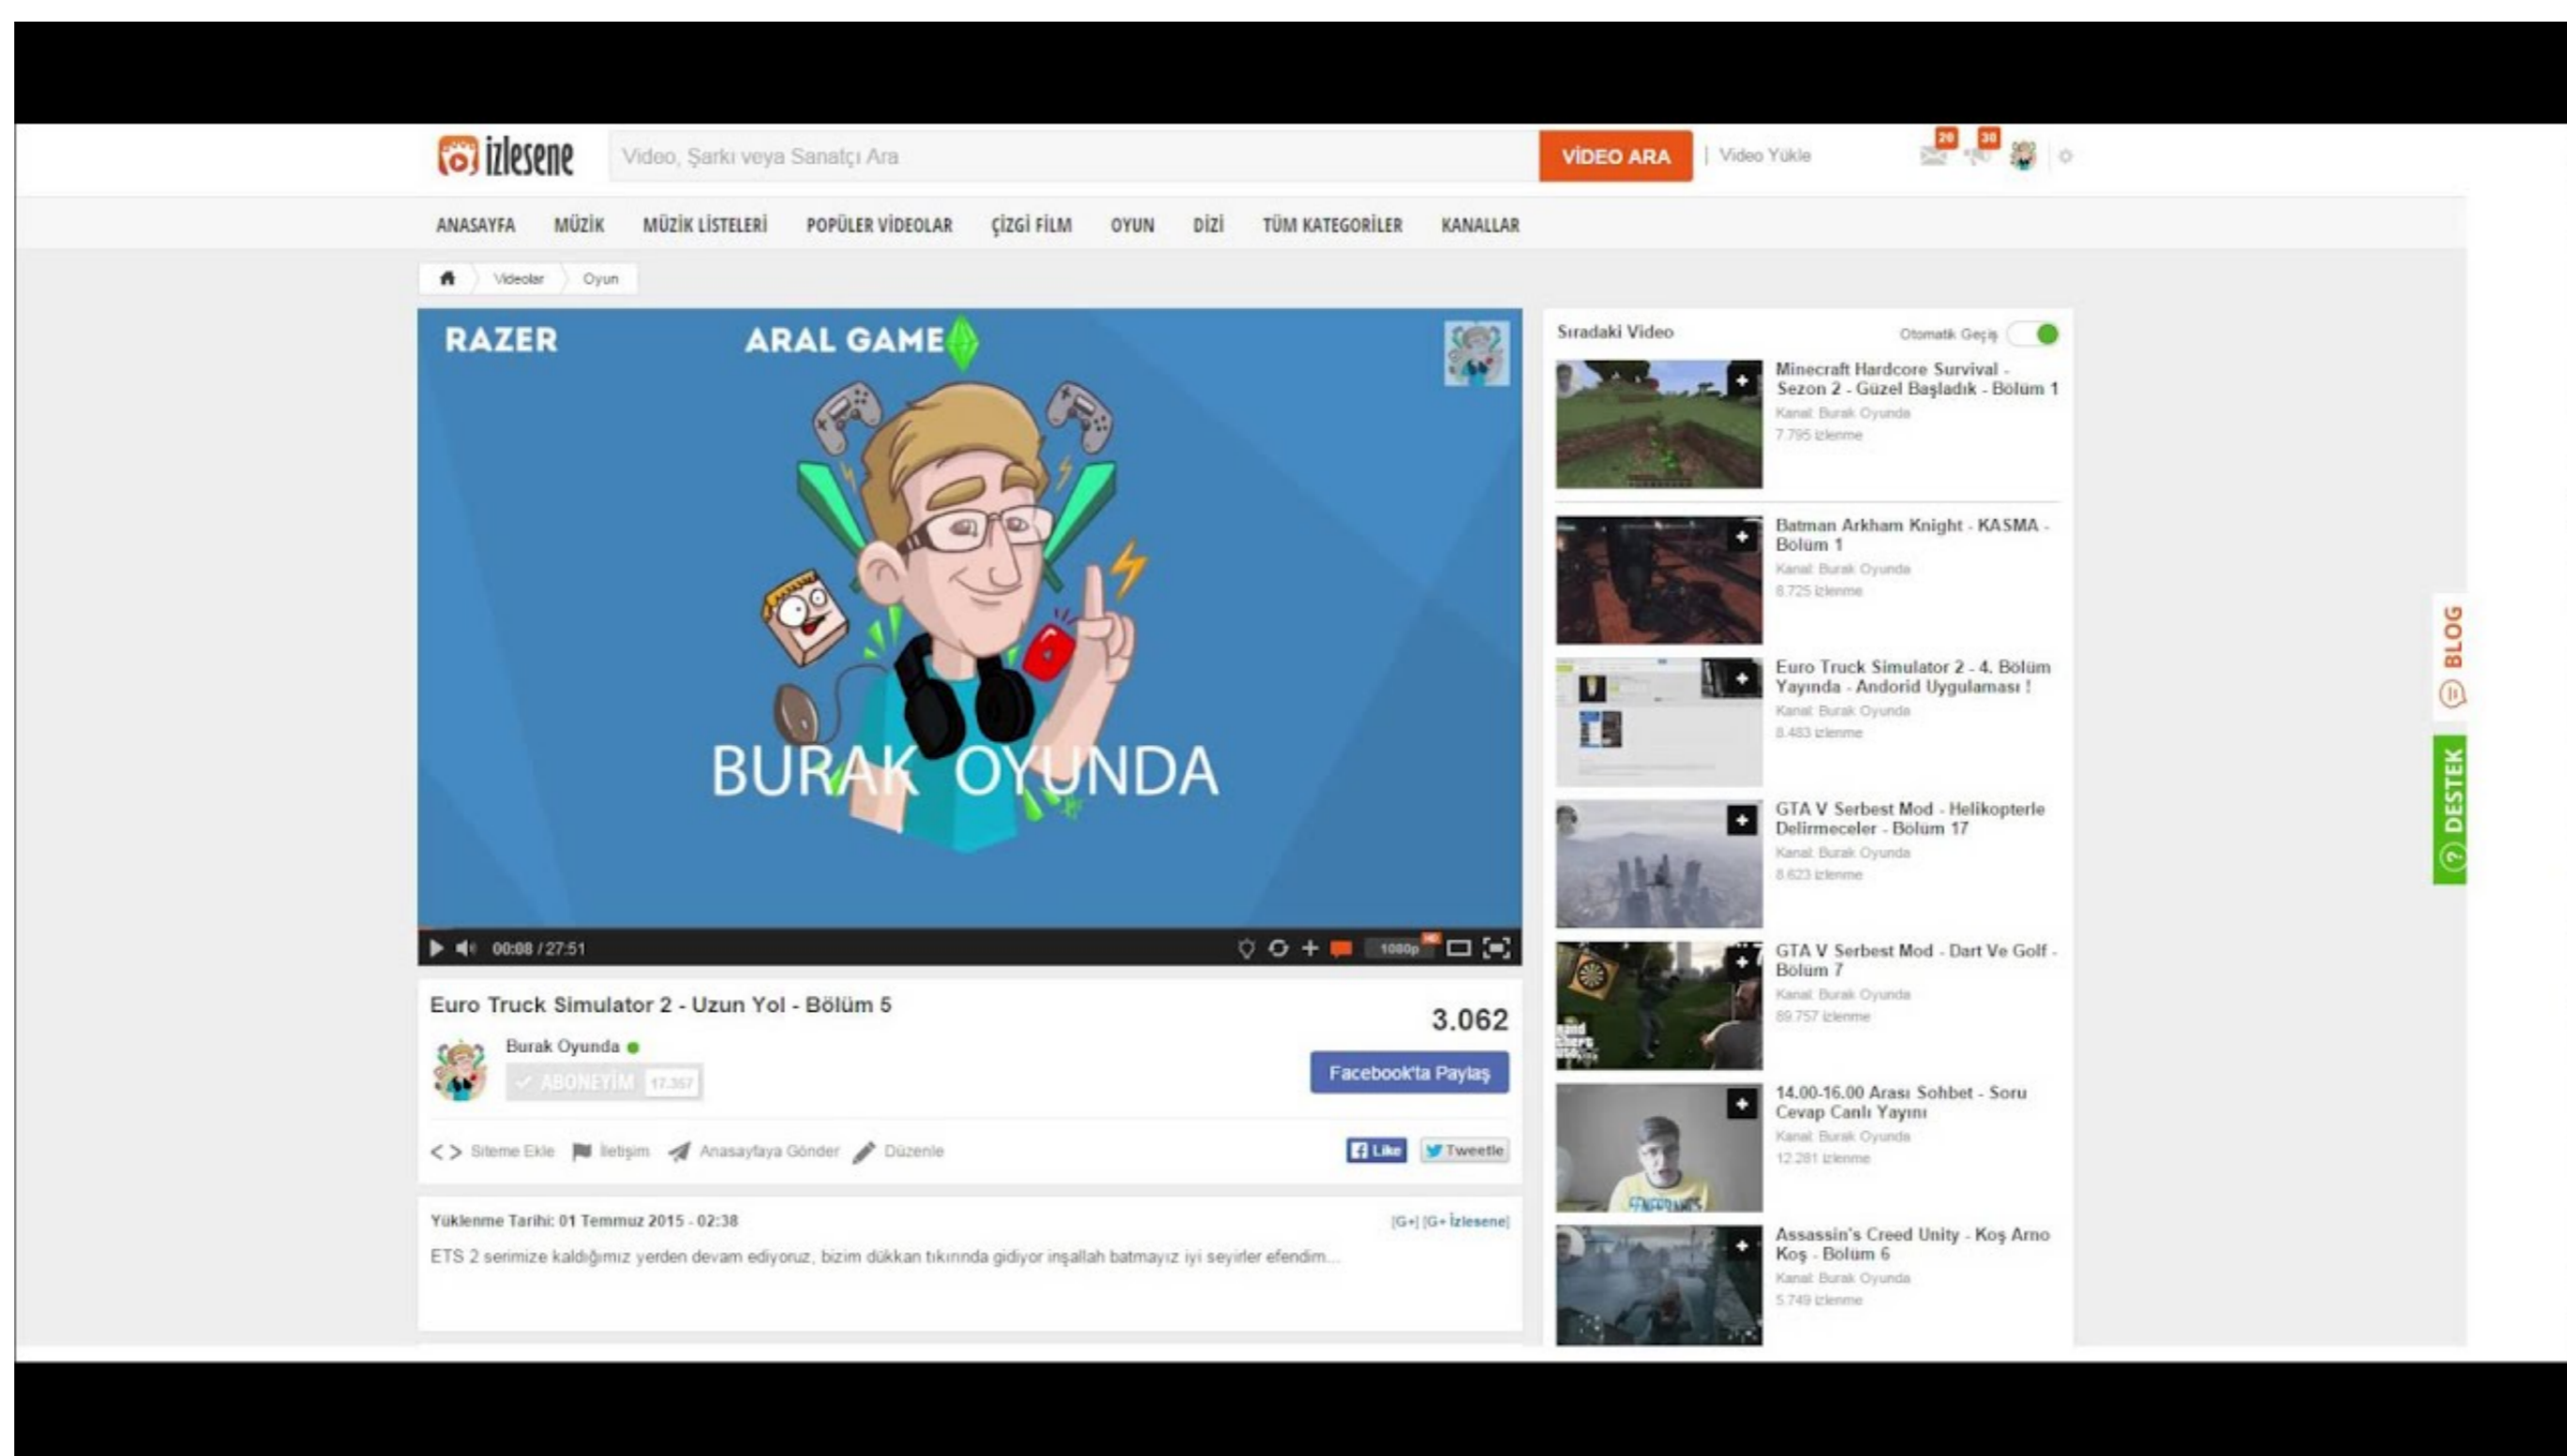 izlesene
Video, Şarkı veya Sanatçı Ara
VİDEO ARA
Video Yükle
20
30
ANASAYFA MÜZİK MÜZİK LİSTELERİ POPÜLER VİDEOLAR ÇİZGİ FİLM OYUN DİZİ TÜM KATEGORİLER KANALLAR
Videolar Oyun
RAZER ARAL GAME
BURAK OYUNDA
00:08 / 27:51
1080p HD
Euro Truck Simulator 2 - Uzun Yol - Bölüm 5
3.062
Burak Oyunda
ABONEYİM 17.357
Facebook'ta Paylaş
Siteme Ekle İletişim Anasayfaya Gönder Düzenle
Like Tweetle
Yüklenme Tarihi: 01 Temmuz 2015 - 02:38
[G+] [G+ İzlesene]
ETS 2 serimize kaldığımız yerden devam ediyoruz, bizim dükkan tıkırında gidiyor inşallah batmayız iyi seyirler efendim...
Sıradaki Video
Otomatik Geçiş
Minecraft Hardcore Survival -
Sezon 2 - Güzel Başladık - Bölüm 1
Kanal: Burak Oyunda
7.795 izlenme
Batman Arkham Knight - KASMA -
Bölüm 1
Kanal: Burak Oyunda
8.725 izlenme
Euro Truck Simulator 2 - 4. Bölüm
Yayında - Andorid Uygulaması !
Kanal: Burak Oyunda
8.483 izlenme
GTA V Serbest Mod - Helikopterle
Delirmeceler - Bölüm 17
Kanal: Burak Oyunda
8.623 izlenme
GTA V Serbest Mod - Dart Ve Golf -
Bölüm 7
Kanal: Burak Oyunda
89.757 izlenme
14.00-16.00 Arası Sohbet - Soru
Cevap Canlı Yayını
Kanal: Burak Oyunda
12.281 izlenme
Assassin's Creed Unity - Koş Arno
Koş - Bölüm 6
Kanal: Burak Oyunda
5.749 izlenme
BLOG
DESTEK